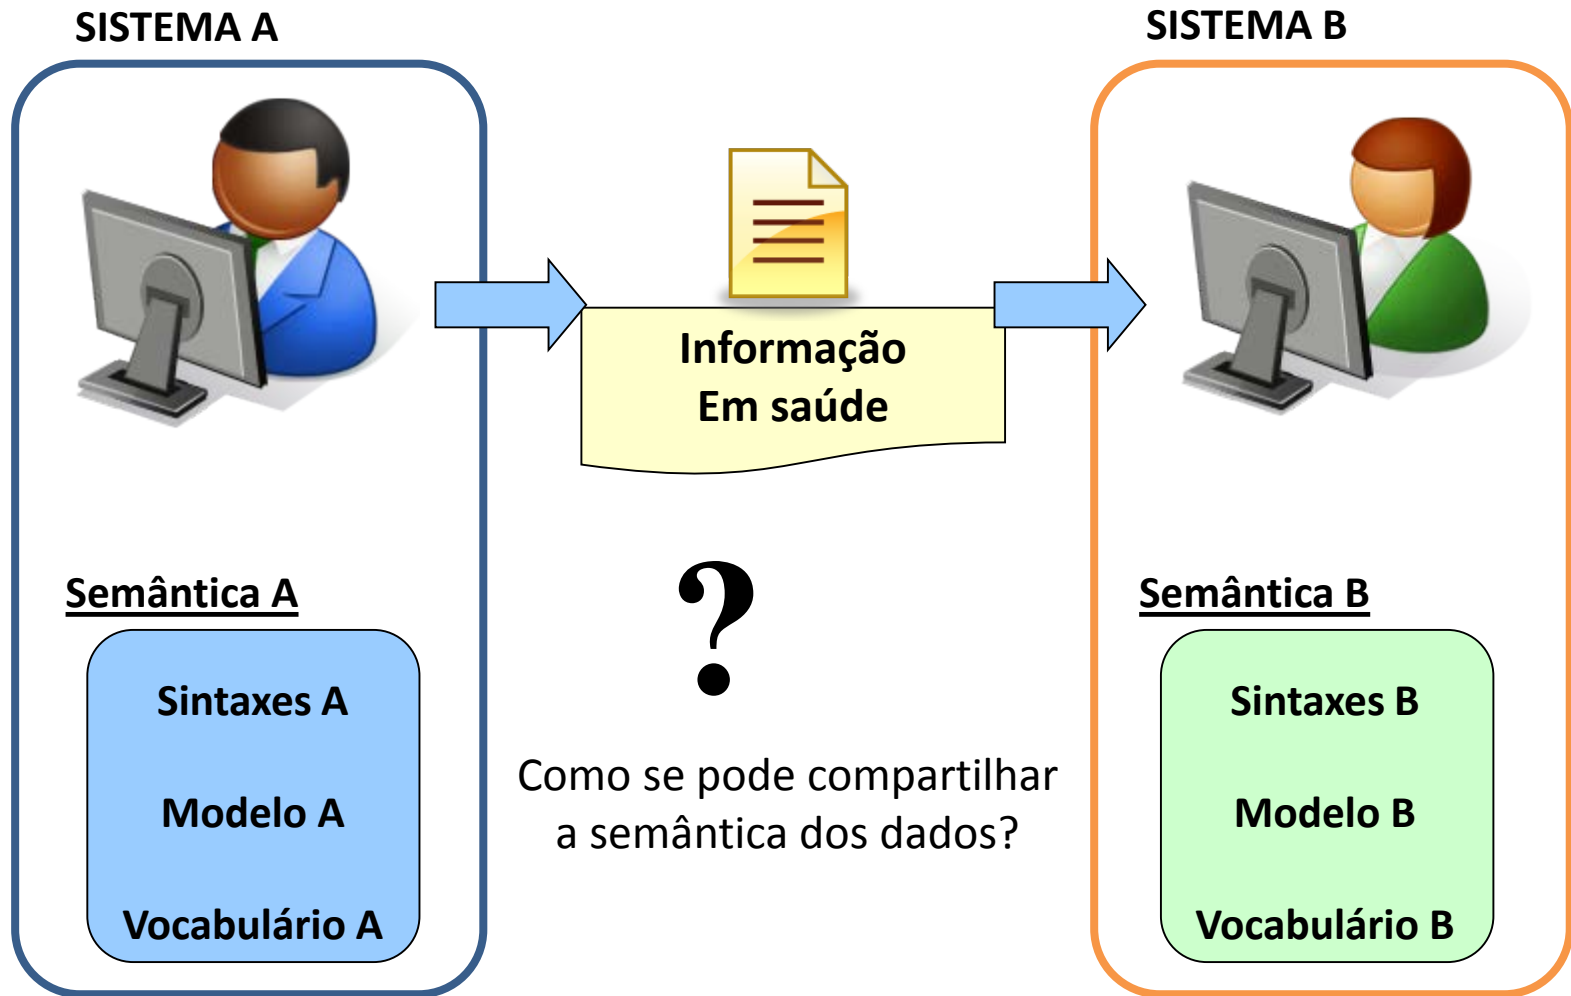 SISTEMA A
SISTEMA B
Informação
Em saúde
Semântica A
Sintaxes A
Modelo A
Vocabulário A
?
Como se pode compartilhar
a semântica dos dados?
Semântica B
Sintaxes B
Modelo B
Vocabulário B